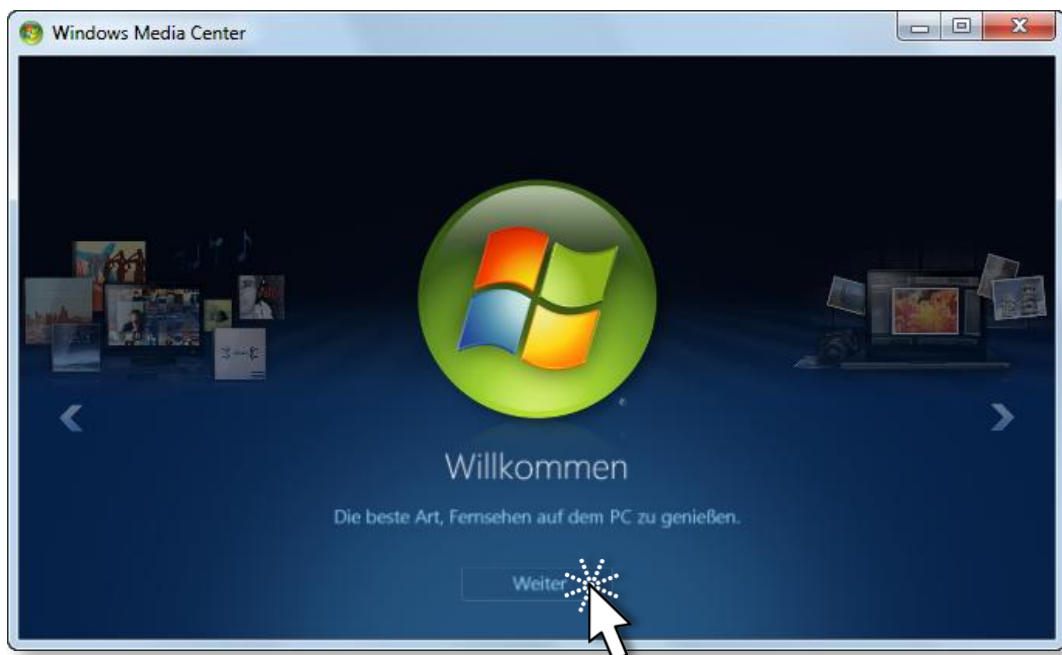 Windows Media Center
Willkommen
Die beste Art, Fernsehen auf dem PC zu genießen.
Weiter